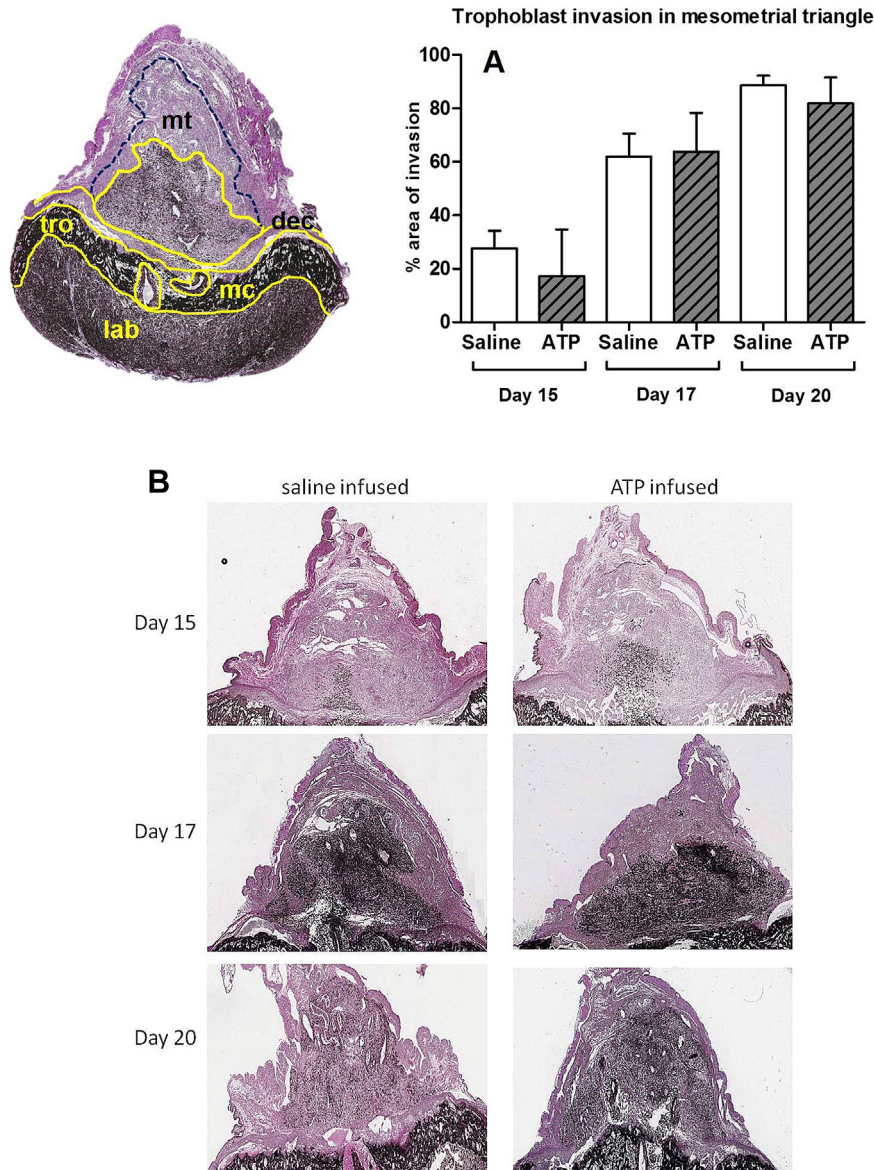 Trophoblast invasion in mesometrial triangle
mt
dec
tro
mc
lab
A
% area of invasion
100
80
60
40
20
0
Saline ATP Saline ATP Saline ATP
Day 15 Day 17 Day 20
B
saline infused ATP infused
Day 15
Day 17
Day 20